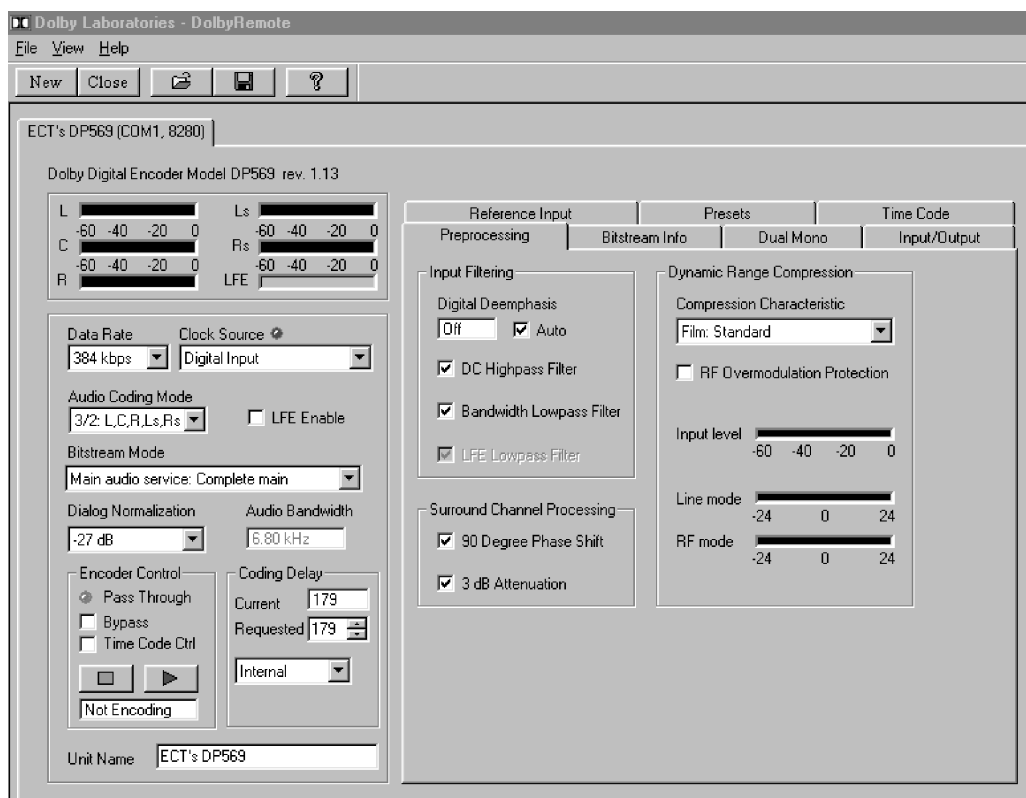 Dolby Laboratories - DolbyRemote
File View Help
New Close
ECT's DP569 (COM1, 8280)
Dolby Digital Encoder Model DP569 rev. 1.13
L Ls
-60 -40 -20 0 -60 -40 -20 0
C Rs
-60 -40 -20 0 -60 -40 -20 0
R LFE
Data Rate Clock Source
384 kbps Digital Input
Audio Coding Mode
3/2: L,C,R,Ls,Rs LFE Enable
Bitstream Mode
Main audio service: Complete main
Dialog Normalization Audio Bandwidth
-27 dB 6.80 kHz
Encoder Control
Pass Through
Bypass
Time Code Ctrl
Not Encoding
Coding Delay
Current 179
Requested 179
Internal
Unit Name ECT's DP569
Reference Input Presets Time Code
Preprocessing Bitstream Info Dual Mono Input/Output
Input Filtering
Digital Deemphasis
Off Auto
DC Highpass Filter
Bandwidth Lowpass Filter
LFE Lowpass Filter
Surround Channel Processing
90 Degree Phase Shift
3 dB Attenuation
Dynamic Range Compression
Compression Characteristic
Film: Standard
RF Overmodulation Protection
Input level
-60 -40 -20 0
Line mode
-24 0 24
RF mode
-24 0 24